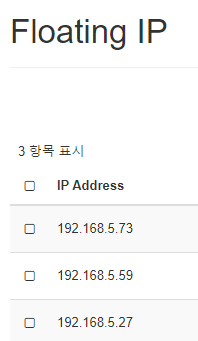 Floating IP
3 항목 표시
IP Address
192.168.5.73
192.168.5.59
192.168.5.27